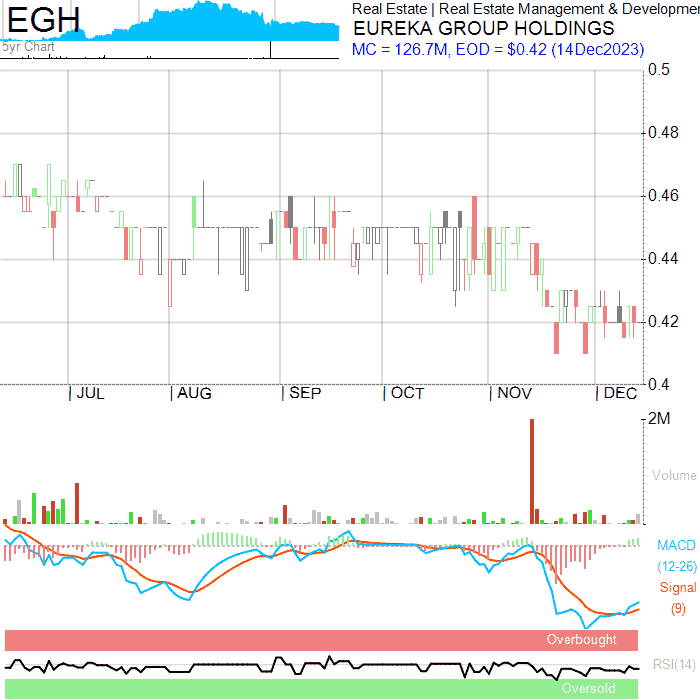 EGH
5yr Chart
Real Estate | Real Estate Management & Developmen
EUREKA GROUP HOLDINGS
MC = 126.7M, EOD = $0.42 (14Dec2023)
0.5
0.48
0.46
0.44
0.42
0.4
JUL AUG SEP OCT NOV DEC
2M
Volume
MACD
(12-26)
Signal
(9)
Overbought
RSI(14)
Oversold